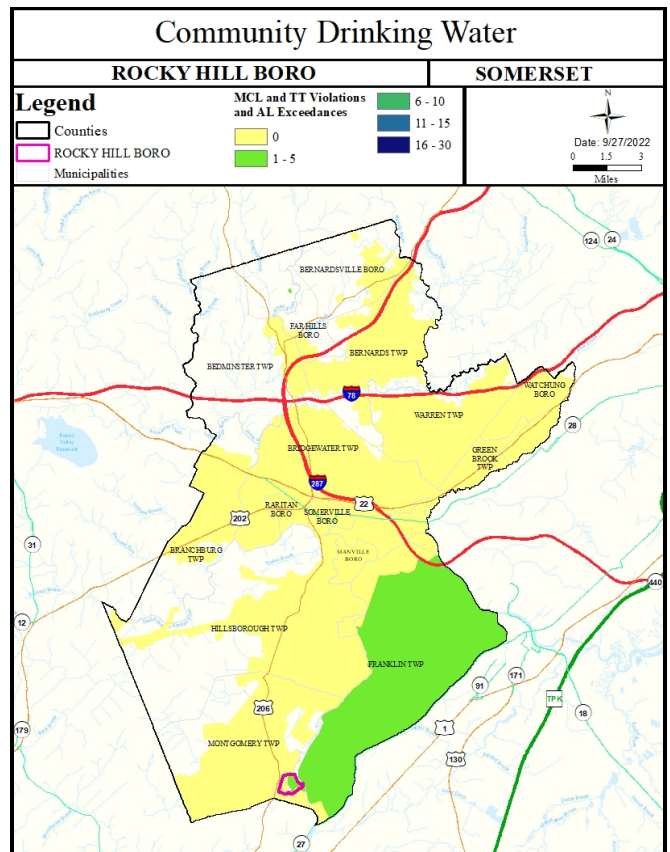 Community Drinking Water
ROCKY HILL BORO
SOMERSET
Legend
Counties
ROCKY HILL BORO
Municipalities
MCL and TT Violations
and AL Exceedances
0
1 - 5
6 - 10
11 - 15
16 - 30
N
Date: 9/27/2022
0 1.5 3
Miles
124
24
BERNARDSVILLE BORO
FAR HILLS
BORO
BERNARDS TWP
BEDMINSTER TWP
78
WATCHUNG
BORO
WARREN TWP
28
BRIDGEWATER TWP
GREEN
BROOK
TWP
287
22
RARITAN
BORO
SOMERVILLE
BORO
202
31
BRANCHBURG
TWP
MANVILLE
BORO
440
12
HILLSBOROUGH TWP
FRANKLIN TWP
171
91
TPK
206
18
1
179
MONTGOMERY TWP
130
27